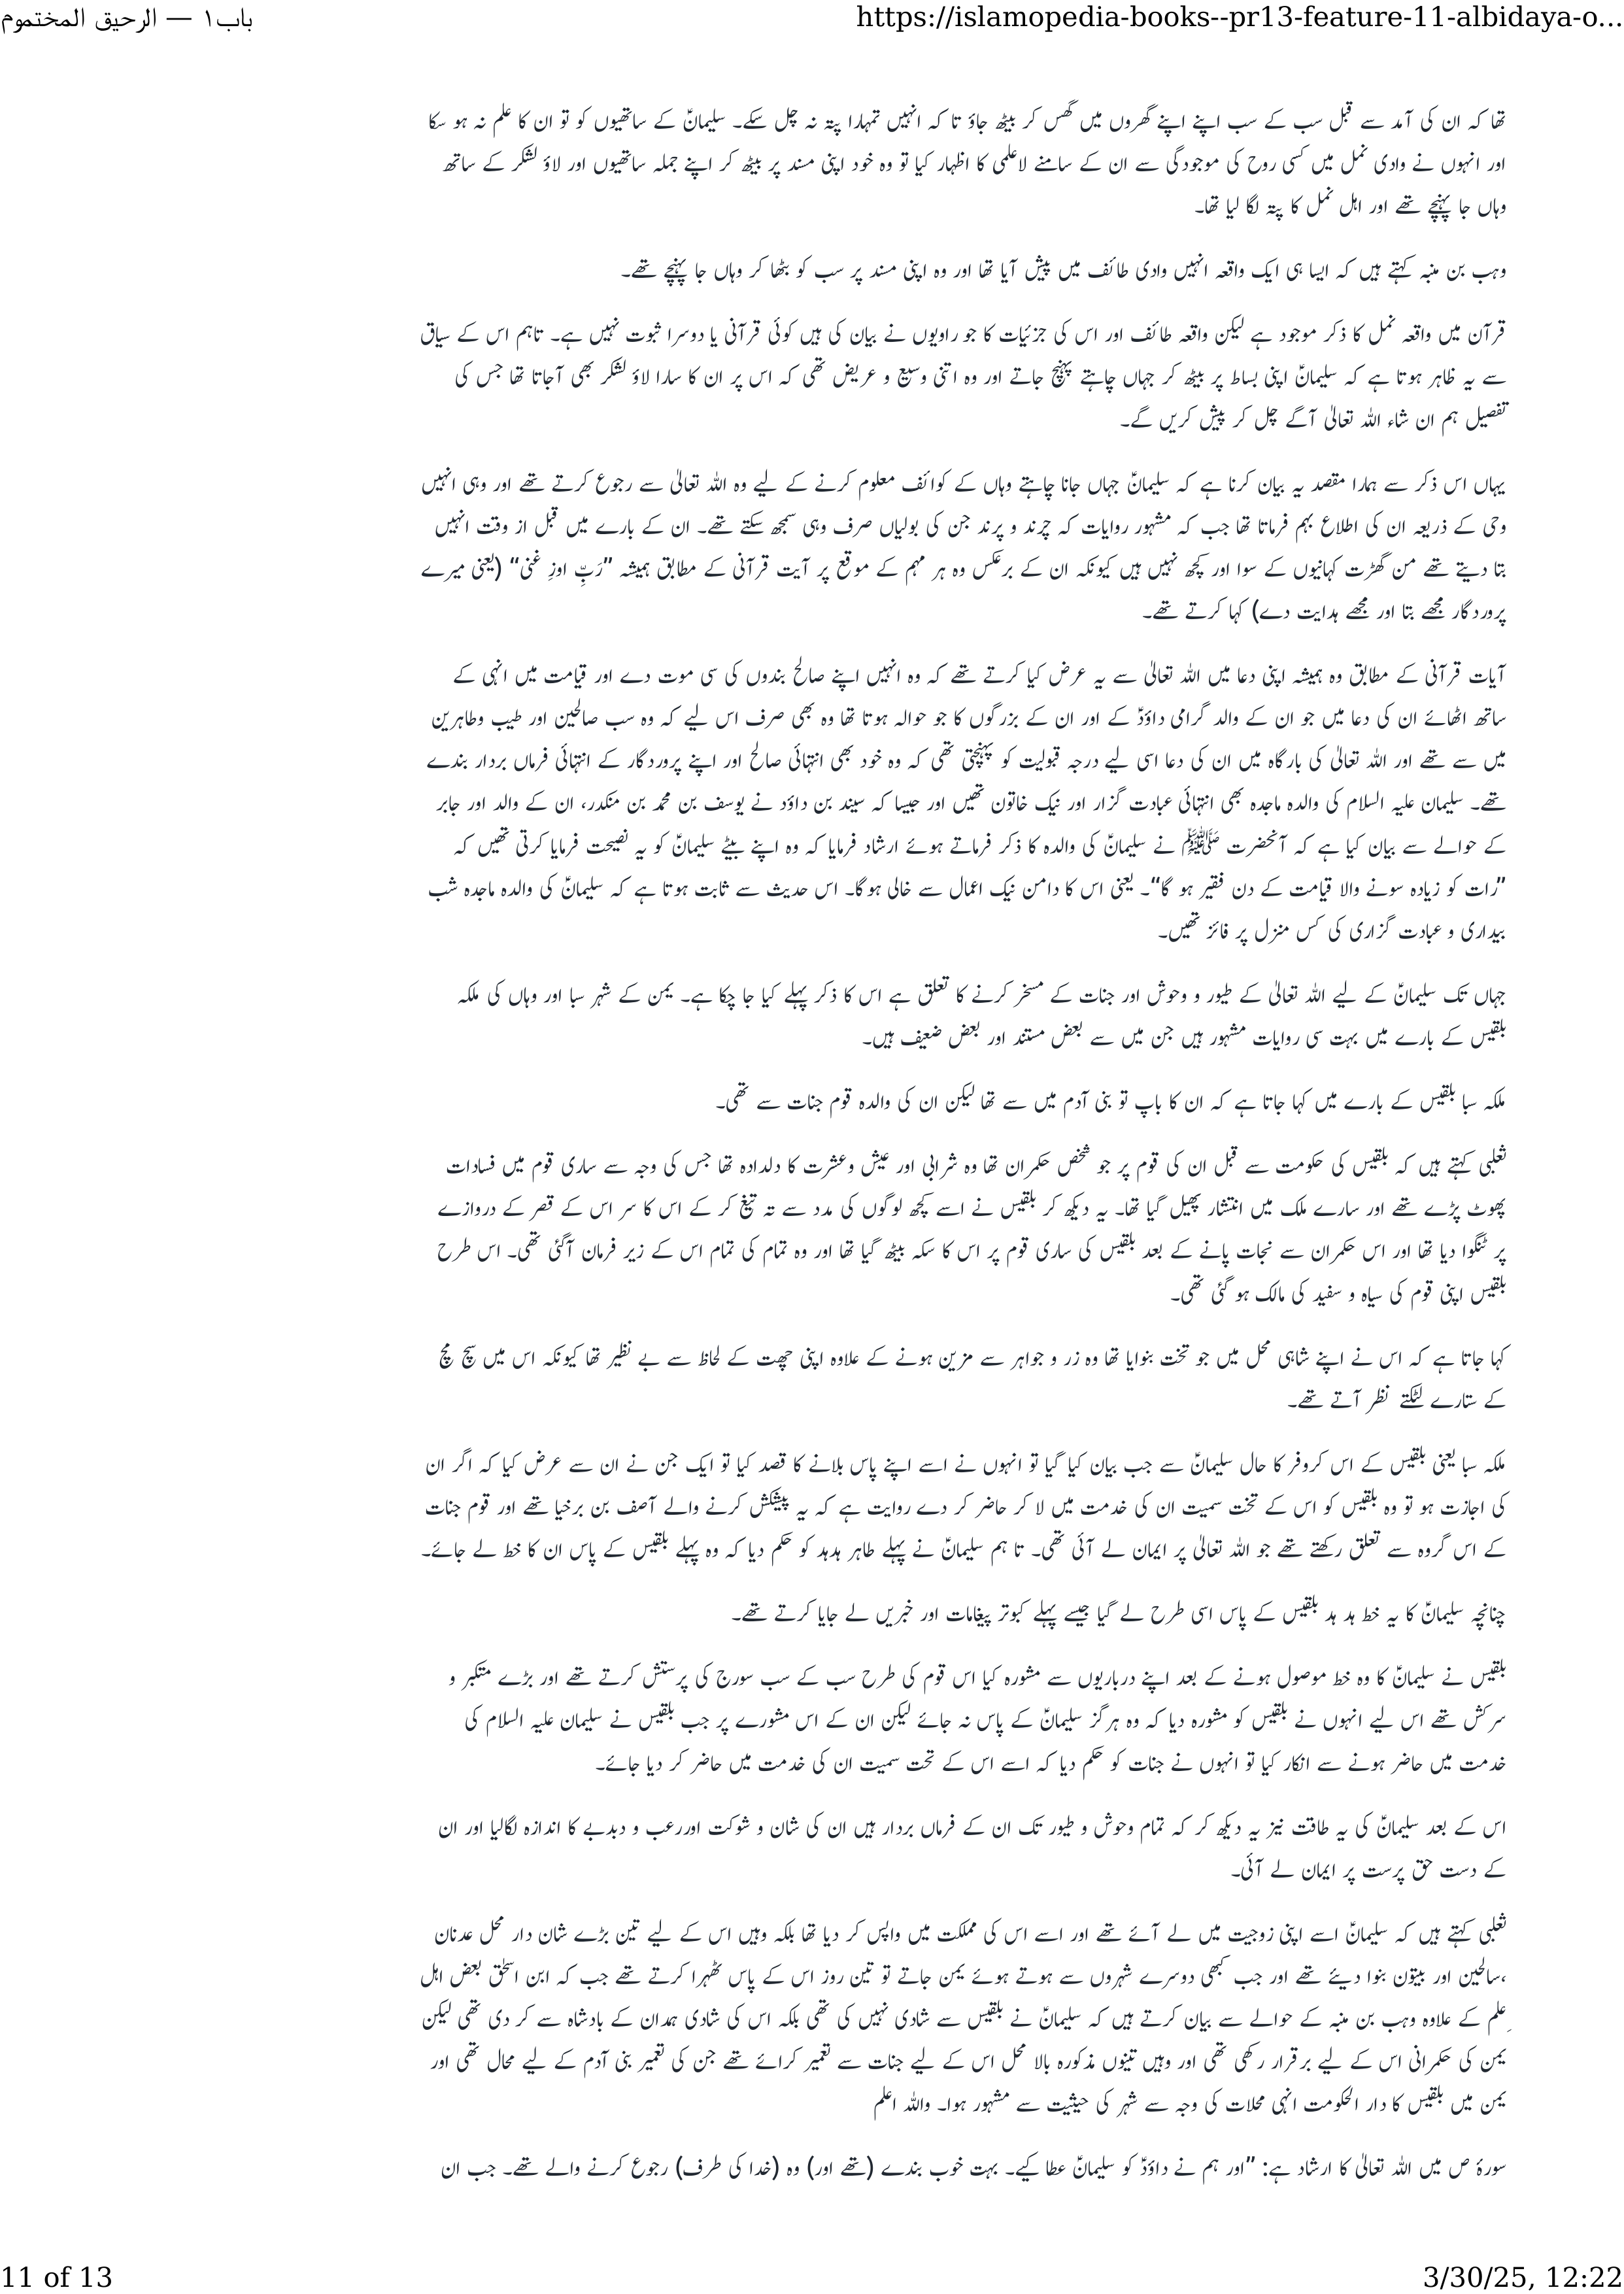 باب۱ — الرحیق المختموم
https://islamopedia-books--pr13-feature-11-albidaya-o...
تھا کہ ان کی آمد سے قبل سب کے سب اپنے اپنے گھروں میں گھس کر بیٹھ جاؤ تا کہ انہیں تمہارا پتہ نہ چل سکے۔ سلیمانؑ کے ساتھیوں کو تو ان کا علم نہ ہو سکا
اور انہوں نے وادی نمل میں کسی روح کی موجودگی سے ان کے سامنے لاعلمی کا اظہار کیا تو وہ خود اپنی مسند پر بیٹھ کر اپنے جملہ ساتھیوں اور لاؤ لشکر کے ساتھ
وہاں جا پہنچے تھے اور اہل نمل کا پتہ لگا لیا تھا۔
وہب بن منبہ کہتے ہیں کہ ایسا ہی ایک واقعہ انہیں وادی طائف میں پیش آیا تھا اور وہ اپنی مسند پر سب کو بٹھا کر وہاں جا پہنچے تھے۔
قرآن میں واقعہ نمل کا ذکر موجود ہے لیکن واقعہ طائف اور اس کی جزئیات کا جو راویوں نے بیان کی ہیں کوئی قرآنی یا دوسرا ثبوت نہیں ہے۔ تاہم اس کے سیاق
سے یہ ظاہر ہوتا ہے کہ سلیمانؑ اپنی بساط پر بیٹھ کر جہاں چاہتے پہنچ جاتے اور وہ اتنی وسیع و عریض تھی کہ اس پر ان کا سارا لاؤ لشکر بھی آجاتا تھا جس کی
تفصیل ہم ان شاء اللہ تعالیٰ آگے چل کر پیش کریں گے۔
یہاں اس ذکر سے ہمارا مقصد یہ بیان کرنا ہے کہ سلیمانؑ جہاں جانا چاہتے وہاں کے کوائف معلوم کرنے کے لیے وہ اللہ تعالیٰ سے رجوع کرتے تھے اور وہی انہیں
وحی کے ذریعہ ان کی اطلاع بہم فرماتا تھا جب کہ مشہور روایات کہ چرند و پرند جن کی بولیاں صرف وہی سمجھ سکتے تھے۔ ان کے بارے میں قبل از وقت انہیں
بتا دیتے تھے من گھڑت کہانیوں کے سوا اور کچھ نہیں ہیں کیونکہ ان کے برعکس وہ ہر مہم کے موقع پر آیت قرآنی کے مطابق ہمیشہ ”رَبِّ اوزِ غنی“ (یعنی میرے
پروردگار مجھے بتا اور مجھے ہدایت دے) کہا کرتے تھے۔
آیات قرآنی کے مطابق وہ ہمیشہ اپنی دعا میں اللہ تعالیٰ سے یہ عرض کیا کرتے تھے کہ وہ انہیں اپنے صالح بندوں کی سی موت دے اور قیامت میں انہی کے
ساتھ اٹھائے ان کی دعا میں جو ان کے والد گرامی داؤدؑ کے اور ان کے بزرگوں کا جو حوالہ ہوتا تھا وہ بھی صرف اس لیے کہ وہ سب صالحین اور طیب وطاہرین
میں سے تھے اور اللہ تعالیٰ کی بارگاہ میں ان کی دعا اسی لیے درجہ قبولیت کو پہنچتی تھی کہ وہ خود بھی انتہائی صالح اور اپنے پروردگار کے انتہائی فرماں بردار بندے
تھے۔ سلیمان علیہ السلام کی والدہ ماجدہ بھی انتہائی عبادت گزار اور نیک خاتون تھیں اور جیسا کہ سیند بن داؤد نے یوسف بن محمد بن منکدر، ان کے والد اور جابر
کے حوالے سے بیان کیا ہے کہ آنحضرت ﷺ نے سلیمانؑ کی والدہ کا ذکر فرماتے ہوئے ارشاد فرمایا کہ وہ اپنے بیٹے سلیمانؑ کو یہ نصیحت فرمایا کرتی تھیں کہ
”رات کو زیادہ سونے والا قیامت کے دن فقیر ہو گا“۔ یعنی اس کا دامن نیک اعمال سے خالی ہوگا۔ اس حدیث سے ثابت ہوتا ہے کہ سلیمانؑ کی والدہ ماجدہ شب
بیداری و عبادت گزاری کی کس منزل پر فائز تھیں۔
جہاں تک سلیمانؑ کے لیے اللہ تعالیٰ کے طیور و وحوش اور جنات کے مسخر کرنے کا تعلق ہے اس کا ذکر پہلے کیا جا چکا ہے۔ یمن کے شہر سبا اور وہاں کی ملکہ
بلقیس کے بارے میں بہت سی روایات مشہور ہیں جن میں سے بعض مستند اور بعض ضعیف ہیں۔
ملکہ سبا بلقیس کے بارے میں کہا جاتا ہے کہ ان کا باپ تو بنی آدم میں سے تھا لیکن ان کی والدہ قوم جنات سے تھی۔
ثعلبی کہتے ہیں کہ بلقیس کی حکومت سے قبل ان کی قوم پر جو شخص حکمران تھا وہ شرابی اور عیش وعشرت کا دلدادہ تھا جس کی وجہ سے ساری قوم میں فسادات
پھوٹ پڑے تھے اور سارے ملک میں انتشار پھیل گیا تھا۔ یہ دیکھ کر بلقیس نے اسے کچھ لوگوں کی مدد سے تہ تیغ کر کے اس کا سر اس کے قصر کے دروازے
پر ٹنگوا دیا تھا اور اس حکمران سے نجات پانے کے بعد بلقیس کی ساری قوم پر اس کا سکہ بیٹھ گیا تھا اور وہ تمام کی تمام اس کے زیر فرمان آگئی تھی۔ اس طرح
بلقیس اپنی قوم کی سیاہ و سفید کی مالک ہو گئی تھی۔
کہا جاتا ہے کہ اس نے اپنے شاہی محل میں جو تخت بنوایا تھا وہ زر و جواہر سے مزین ہونے کے علاوہ اپنی چھت کے لحاظ سے بے نظیر تھا کیونکہ اس میں سچ مچ
کے ستارے لٹکتے نظر آتے تھے۔
ملکہ سبا یعنی بلقیس کے اس کروفر کا حال سلیمانؑ سے جب بیان کیا گیا تو انہوں نے اسے اپنے پاس بلانے کا قصد کیا تو ایک جن نے ان سے عرض کیا کہ اگر ان
کی اجازت ہو تو وہ بلقیس کو اس کے تخت سمیت ان کی خدمت میں لا کر حاضر کر دے روایت ہے کہ یہ پیشکش کرنے والے آصف بن برخیا تھے اور قوم جنات
کے اس گروہ سے تعلق رکھتے تھے جو اللہ تعالیٰ پر ایمان لے آئی تھی۔ تا ہم سلیمانؑ نے پہلے طاہر ہدہد کو حکم دیا کہ وہ پہلے بلقیس کے پاس ان کا خط لے جائے۔
چنانچہ سلیمانؑ کا یہ خط ہد ہد بلقیس کے پاس اسی طرح لے گیا جیسے پہلے کبوتر پیغامات اور خبریں لے جایا کرتے تھے۔
بلقیس نے سلیمانؑ کا وہ خط موصول ہونے کے بعد اپنے درباریوں سے مشورہ کیا اس قوم کی طرح سب کے سب سورج کی پرستش کرتے تھے اور بڑے متکبر و
سرکش تھے اس لیے انہوں نے بلقیس کو مشورہ دیا کہ وہ ہرگز سلیمانؑ کے پاس نہ جائے لیکن ان کے اس مشورے پر جب بلقیس نے سلیمان علیہ السلام کی
خدمت میں حاضر ہونے سے انکار کیا تو انہوں نے جنات کو حکم دیا کہ اسے اس کے تحت سمیت ان کی خدمت میں حاضر کر دیا جائے۔
اس کے بعد سلیمانؑ کی یہ طاقت نیز یہ دیکھ کر کہ تمام وحوش و طیور تک ان کے فرماں بردار ہیں ان کی شان و شوکت اوررعب و دبدبے کا اندازہ لگالیا اور ان
کے دست حق پرست پر ایمان لے آئی۔
ثعلبی کہتے ہیں کہ سلیمانؑ اسے اپنی زوجیت میں لے آئے تھے اور اسے اس کی مملکت میں واپس کر دیا تھا بلکہ وہیں اس کے لیے تین بڑے شان دار محل عدنان
،سالحین اور بیتون بنوا دیئے تھے اور جب کبھی دوسرے شہروں سے ہوتے ہوئے یمن جاتے تو تین روز اس کے پاس ٹھہرا کرتے تھے جب کہ ابن اسحٰق بعض اہل
ِعلم کے علاوہ وہب بن منبہ کے حوالے سے بیان کرتے ہیں کہ سلیمانؑ نے بلقیس سے شادی نہیں کی تھی بلکہ اس کی شادی ہمدان کے بادشاہ سے کر دی تھی لیکن
یمن کی حکمرانی اس کے لیے برقرار رکھی تھی اور وہیں تینوں مذکورہ بالا محل اس کے لیے جنات سے تعمیر کرائے تھے جن کی تعمیر بنی آدم کے لیے محال تھی اور
یمن میں بلقیس کا دار الحکومت انہی محلات کی وجہ سے شہر کی حیثیت سے مشہور ہوا۔ واللہ اعلم
سورۂ ص میں اللہ تعالیٰ کا ارشاد ہے: ”اور ہم نے داؤدؑ کو سلیمانؑ عطا کیے۔ بہت خوب بندے (تھے اور) وہ (خدا کی طرف) رجوع کرنے والے تھے۔ جب ان
11 of 13
3/30/25, 12:22